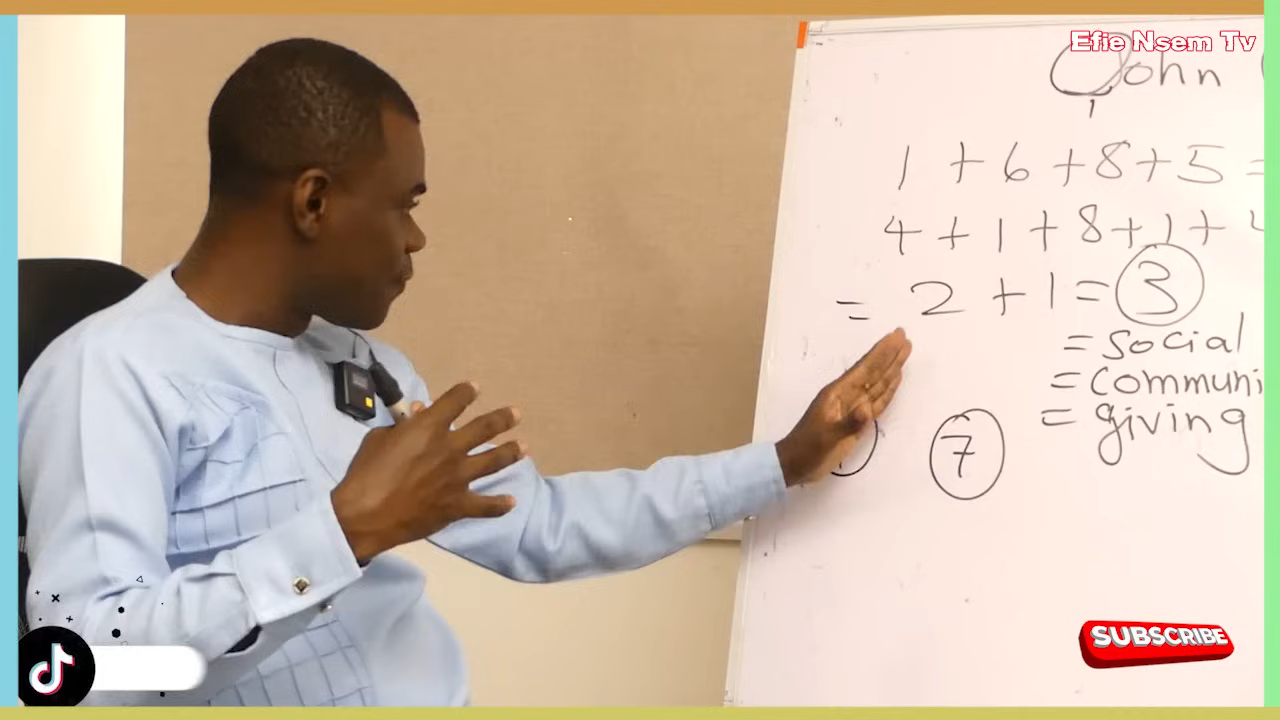 Efie Nsem Tv
John
1 + 6 + 8 + 5 =
4 + 1 + 8 + 1 +
= 2 + 1 = 3
= social
= communi
= giving
7
SUBSCRIBE